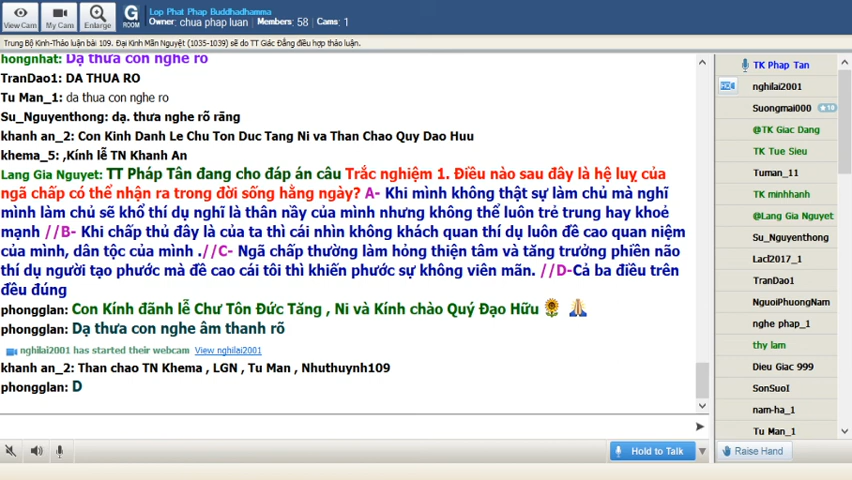 View Cam
My Cam
Enlarge
G
ROOM
Lop Phat Phap Buddhadhamma
Owner: chua phap luan Members: 58 Cams: 1
Trung Bộ Kinh-Thảo luận bài 109. Đại Kinh Mãn Nguyệt (1035-1039) sẽ do TT Giác Đẳng điều hợp thảo luận.
hongnhat: Dạ thưa con nghe rõ
TranDao1: DA THUA RO
Tu Man_1: da thua con nghe ro
Su_Nguyenthong: dạ. thưa nghe rõ rãng
khanh an_2: Con Kinh Danh Le Chu Ton Duc Tang Ni va Than Chao Quy Dao Huu
khema_5: ,Kính lễ TN Khanh An
Lang Gia Nguyet: TT Pháp Tân đang cho đáp án câu Trắc nghiệm 1. Điều nào sau đây là hệ luỵ của
ngã chấp có thể nhận ra trong đời sống hằng ngày? A- Khi mình không thật sự làm chủ mà nghĩ
mình làm chủ sẽ khổ thí dụ nghĩ là thân nầy của mình nhưng không thể luôn trẻ trung hay khoẻ
mạnh //B- Khi chấp thủ đây là của ta thì cái nhìn không khách quan thí dụ luôn đề cao quan niệm
của mình, dân tộc của mình .//C- Ngã chấp thường làm hỏng thiện tâm và tăng trưởng phiền não
thí dụ người tạo phước mà đề cao cái tôi thì khiến phước sự không viên mãn. //D-Cả ba điều trên
đêu đúng
phongglan: Con Kính đãnh lễ Chư Tôn Đức Tăng , Ni và Kính chào Quý Đạo Hữu
phongglan: Dạ thưa con nghe âm thanh rõ
nghilai2001 has started their webcam View nghilai2001
khanh an_2: Than chao TN Khema , LGN , Tu Man , Nhuthuynh109
phongglan: D
Hold to Talk
TK Phap Tan
nghilai2001
Suongmai000
@TK Giac Dang
TK Tue Sieu
Tuman_11
TK minhhanh
@Lang Gia Nguyet
Su_Nguyenthong
Lacl2017_1
TranDao1
NguoiPhuongNam
nghe phap_1
thy lam
Dieu Giac 999
SonSuoI
nam-ha_1
Tu Man_1
Raise Hand